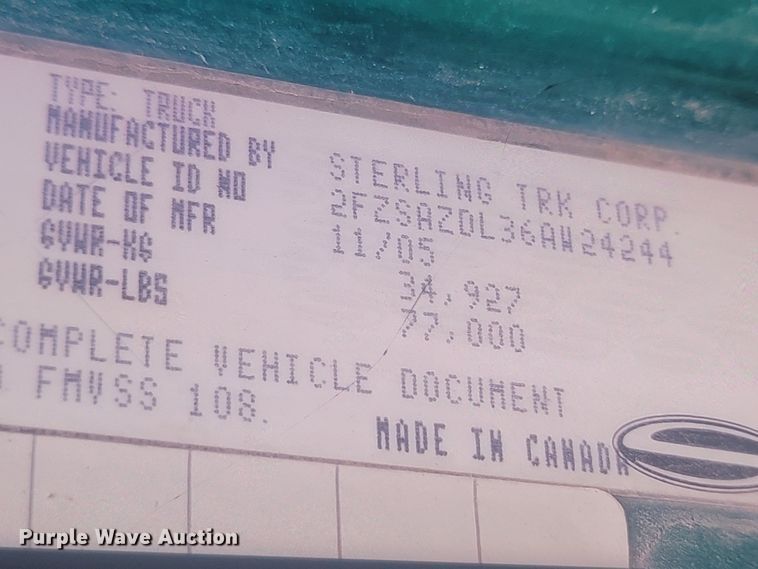 TYPE: TRUCK
MANUFACTURED BY STERLING TRK CORP.
VEHICLE ID NO 2FZSAZDL36AW24244
DATE OF MFR 11/05
GVWR-KG 34,927
GVWR-LBS 77,000
COMPLETE VEHICLE DOCUMENT
FMVSS 108.
MADE IN CANADA
Purple Wave Auction